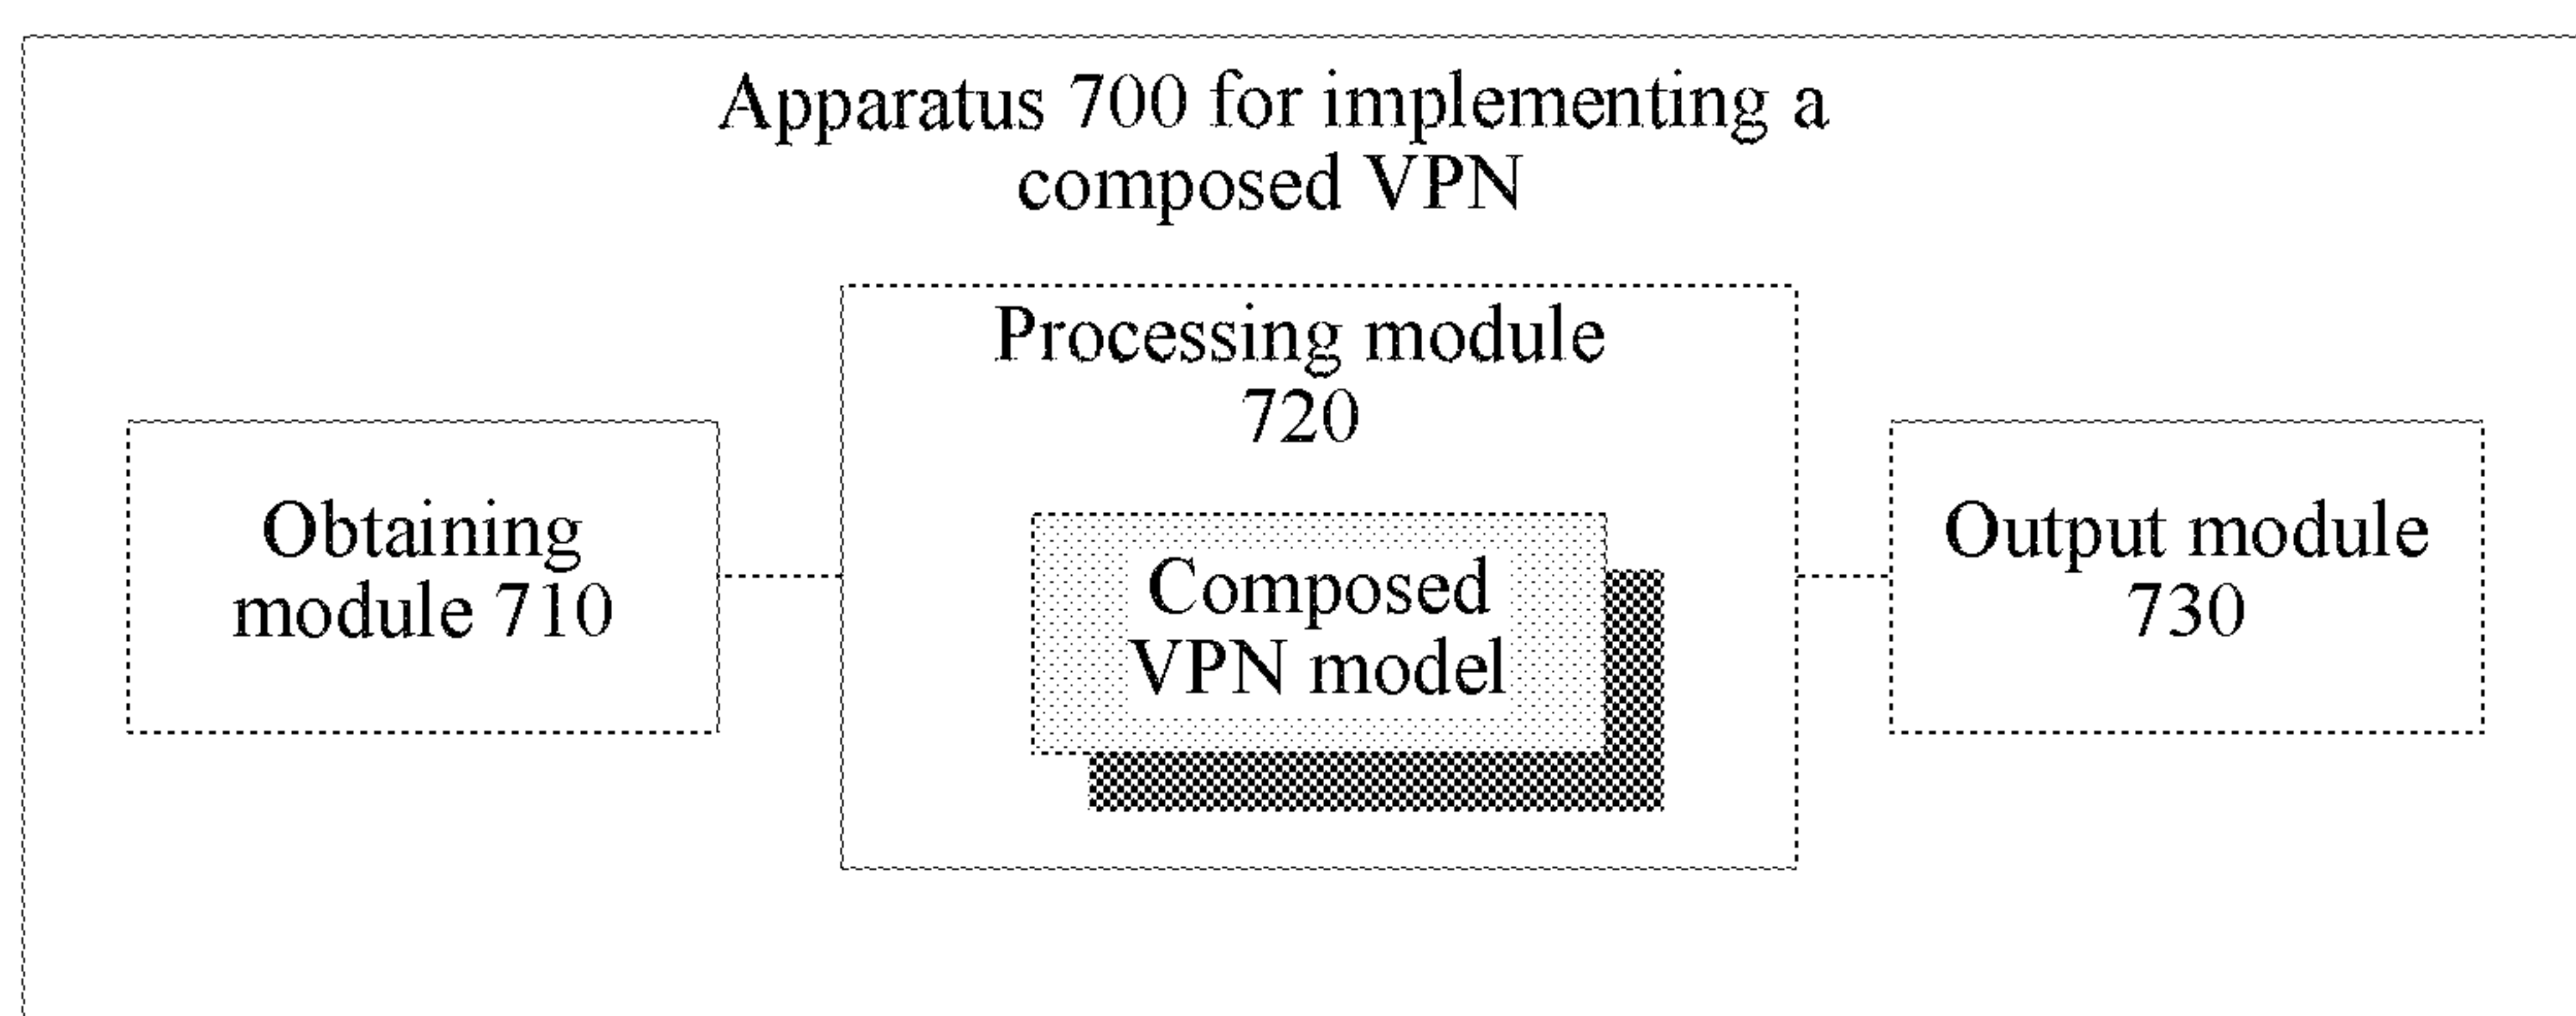 Apparatus 700 for implementing a
composed VPN
Processing module
720
Obtaining
module 710
Composed
VPN model
Output module
730